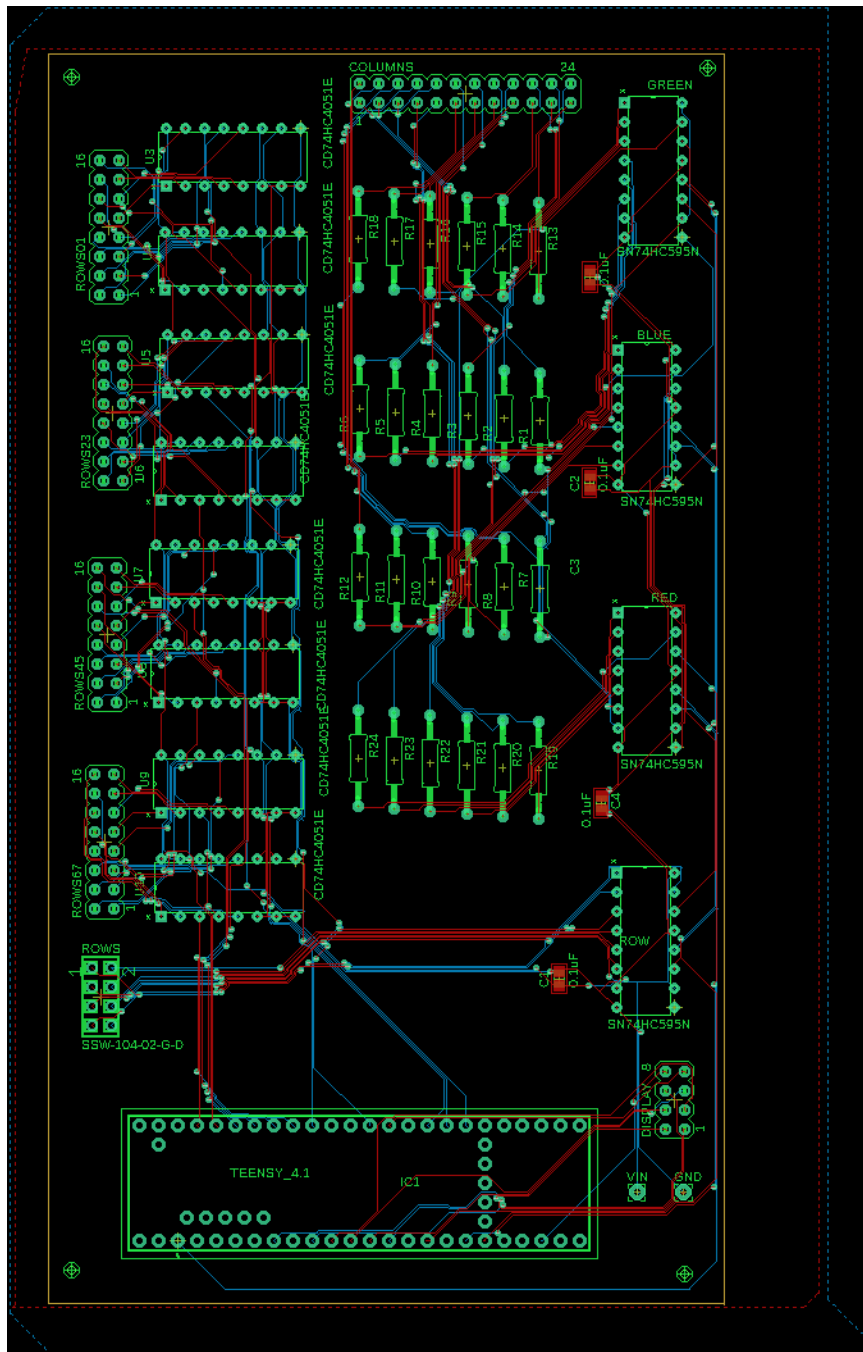 COLUMNS 24
1
GREEN
CD74HC4051E
U3
16
ROWS01
1
CD74HC4051E
R18
R17
R16
R15
R14
R13
SN74HC595N
0.1uF
BLUE
CD74HC4051E
16
U5
ROWS23
U6
CD74HC4051E
R6
R5
R4
R3
R2
R1
C2
0.1uF
SN74HC595N
16
U7
CD74HC4051E
ROWS45
1
R12
R11
R10
R8
R7
C3
RED
CD74HC4051E
SN74HC595N
16
U9
CD74HC4051E
ROWS67
1
R24
R23
R22
R21
R20
R19
0.1uF
C4
CD74HC4051E
ROWS
1 2
SSW-104-02-G-D
ROW
C1
0.1uF
SN74HC595N
DISPLAY 8
1
TEENSY_4.1
IC1
VIN GND